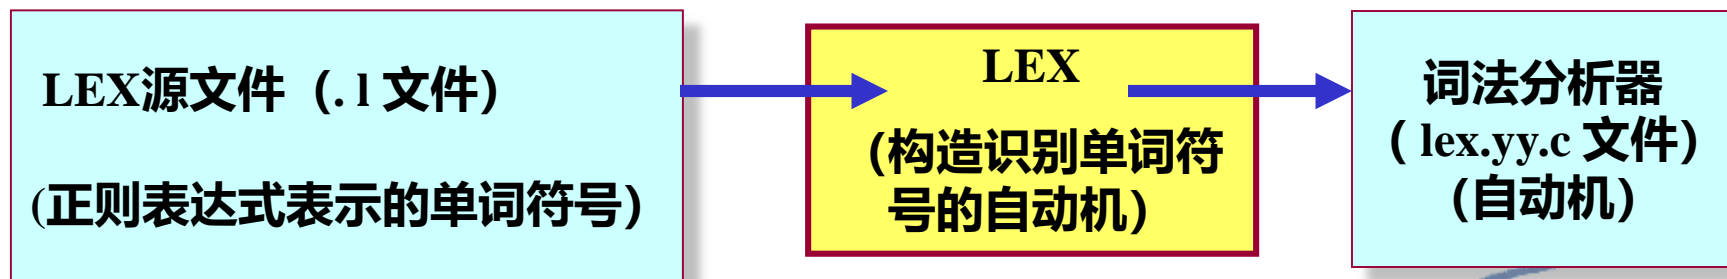 LEX源文件（. l 文件）
(正则表达式表示的单词符号）
LEX
（构造识别单词符
号的自动机）
词法分析器
（ lex.yy.c 文件）
（自动机）